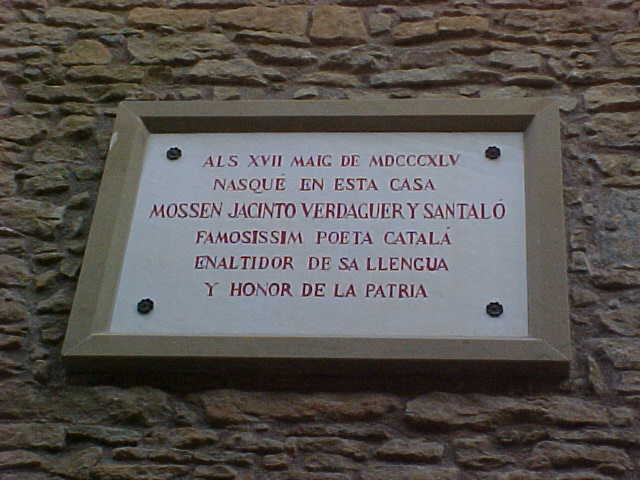 ALS XVII MAIG DE MDCCCXLV
NASQUÉ EN ESTA CASA
MOSSEN JACINTO VERDAGUER Y SANTALÓ
FAMOSISSIM POETA CATALÁ
ENALTIDOR DE SA LLENGUA
Y HONOR DE LA PATRIA